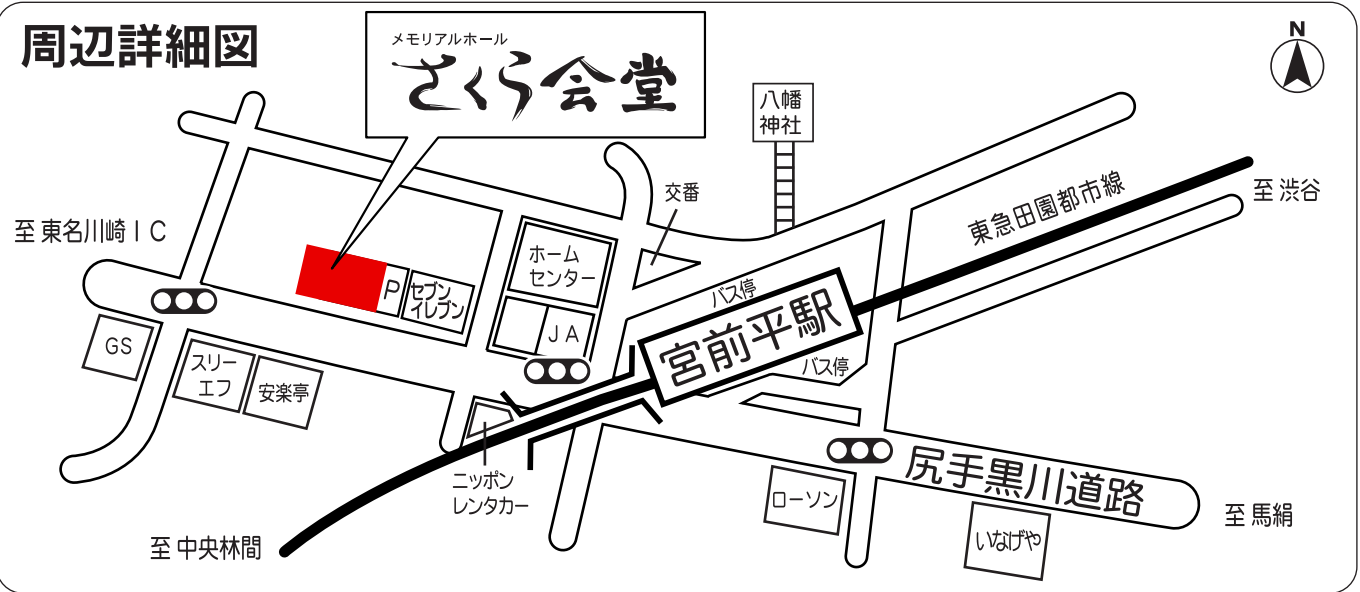 周辺詳細図
メモリアルホール
さくら会堂
N
八幡
神社
交番
東急田園都市線
至 渋谷
至 東名川崎IC
ホーム
センター
P
セブン
イレブン
バス停
宮前平駅
JA
GS
スリー
エフ
安楽亭
バス停
ニッポン
レンタカー
尻手黒川道路
ローソン
いなげや
至 馬絹
至 中央林間